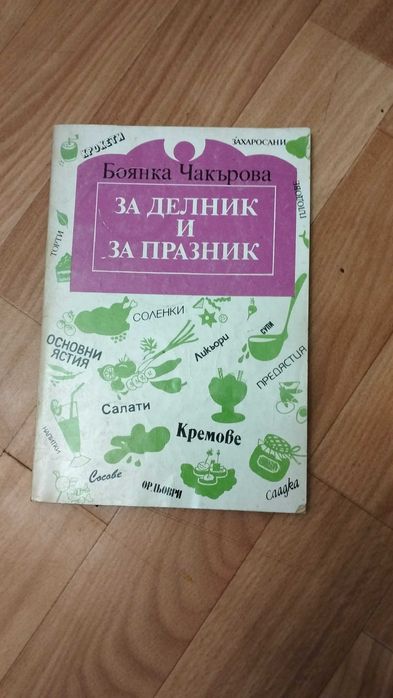 КРОКЕТИ
ЗАХАРОСАНИ
ПЛОДОВЕ
Боянка Чакърова
ЗА ДЕЛНИК
И
ЗА ПРАЗНИК
ТОРТИ
СОЛЕНКИ
ОСНОВНИ
ЯСТИЯ
Ликьори
СУПИ
ПРЕДЯСТИЯ
Салати
Кремове
НАПИТКИ
Сосове
ОРДЬОВРИ
Сладка